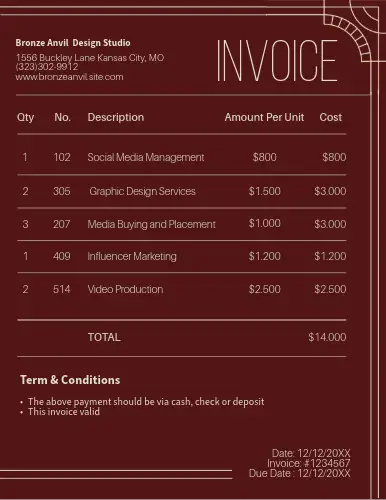 Bronze Anvil Design Studio
1556 Buckley Lane Kansas City, MO
(323)302-9912
www.bronzeanvil.site.com
INVOICE
Qty No. Description Amount Per Unit Cost
1 102 Social Media Management $800 $800
2 305 Graphic Design Services $1.500 $3.000
3 207 Media Buying and Placement $1.000 $3.000
1 409 Influencer Marketing $1.200 $1.200
2 514 Video Production $2.500 $2.500
TOTAL $14.000
Term & Conditions
• The above payment should be via cash, check or deposit
• This invoice valid
Date: 12/12/20XX
Invoice: #1234567
Due Date : 12/12/20XX